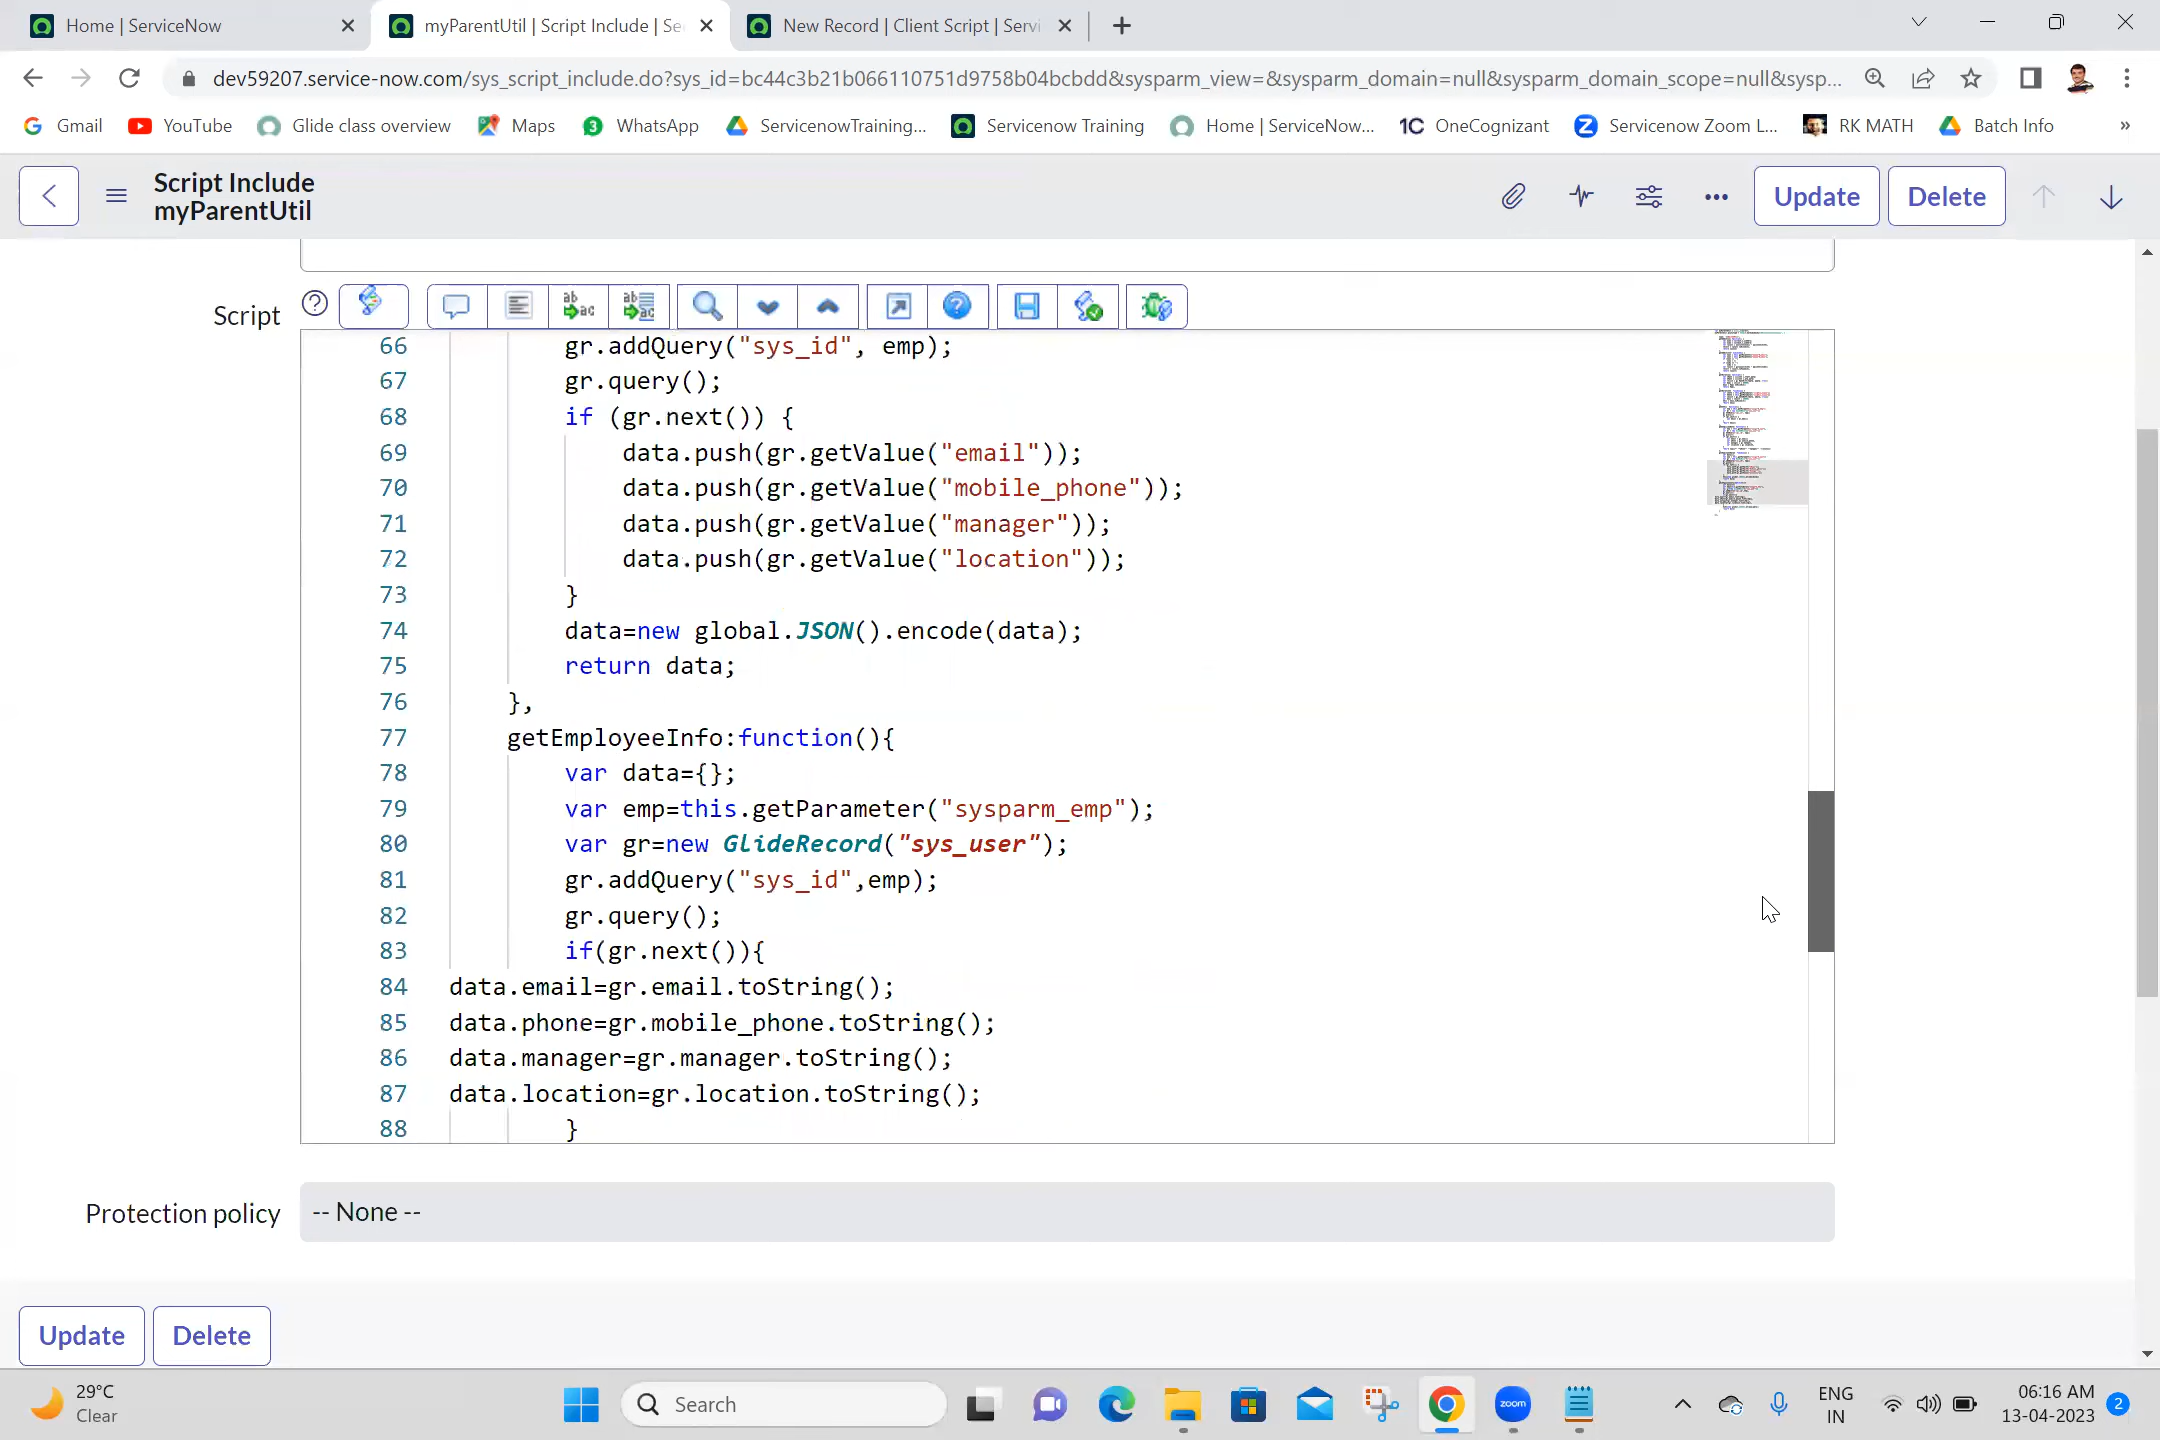 Home | ServiceNow
myParentUtil | Script Include | Se
New Record | Client Script | Servi
dev59207.service-now.com/sys_script_include.do?sys_id=bc44c3b21b066110751d9758b04bcbdd&sysparm_view=&sysparm_domain=null&sysparm_domain_scope=null&sysp...
Gmail
YouTube
Glide class overview
Maps
WhatsApp
ServicenowTraining...
Servicenow Training
Home | ServiceNow...
1C OneCognizant
Servicenow Zoom L...
RK MATH
Batch Info
»
Script Include
myParentUtil
Update
Delete
Script
66 gr.addQuery("sys_id", emp);
67 gr.query();
68 if (gr.next()) {
69 data.push(gr.getValue("email"));
70 data.push(gr.getValue("mobile_phone"));
71 data.push(gr.getValue("manager"));
72 data.push(gr.getValue("location"));
73 }
74 data=new global.JSON().encode(data);
75 return data;
76 },
77 getEmployeeInfo:function(){
78 var data={};
79 var emp=this.getParameter("sysparm_emp");
80 var gr=new GlideRecord("sys_user");
81 gr.addQuery("sys_id",emp);
82 gr.query();
83 if(gr.next()){
84 data.email=gr.email.toString();
85 data.phone=gr.mobile_phone.toString();
86 data.manager=gr.manager.toString();
87 data.location=gr.location.toString();
88 }
Protection policy
-- None --
Update
Delete
29°C
Clear
Search
zoom
ENG
IN
06:16 AM
13-04-2023
2